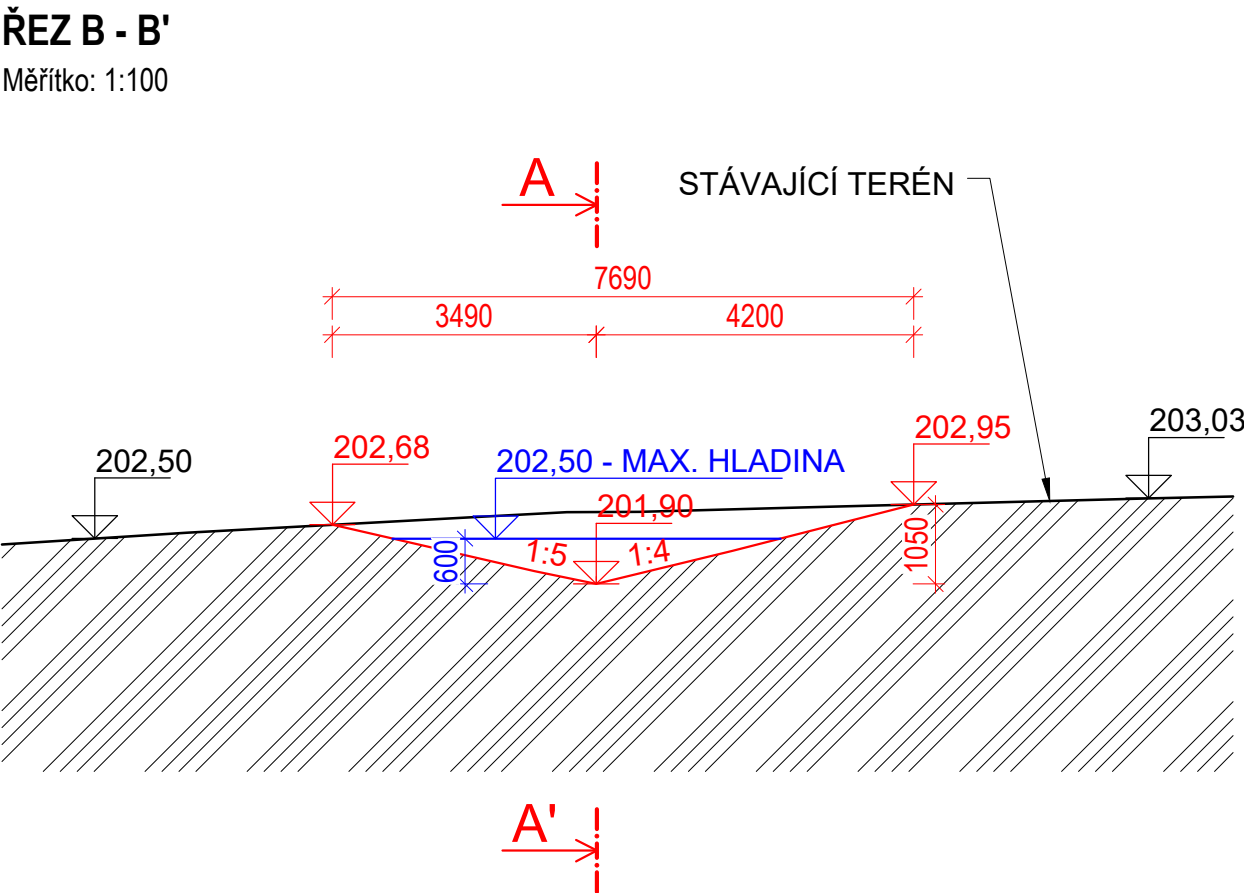 ŘEZ B - B'
Měřítko: 1:100
A
STÁVAJÍCÍ TERÉN
7690
3490
4200
202,50
202,68
202,50 - MAX. HLADINA
202,95
203,03
201,90
600
1:5
1:4
1050
A'